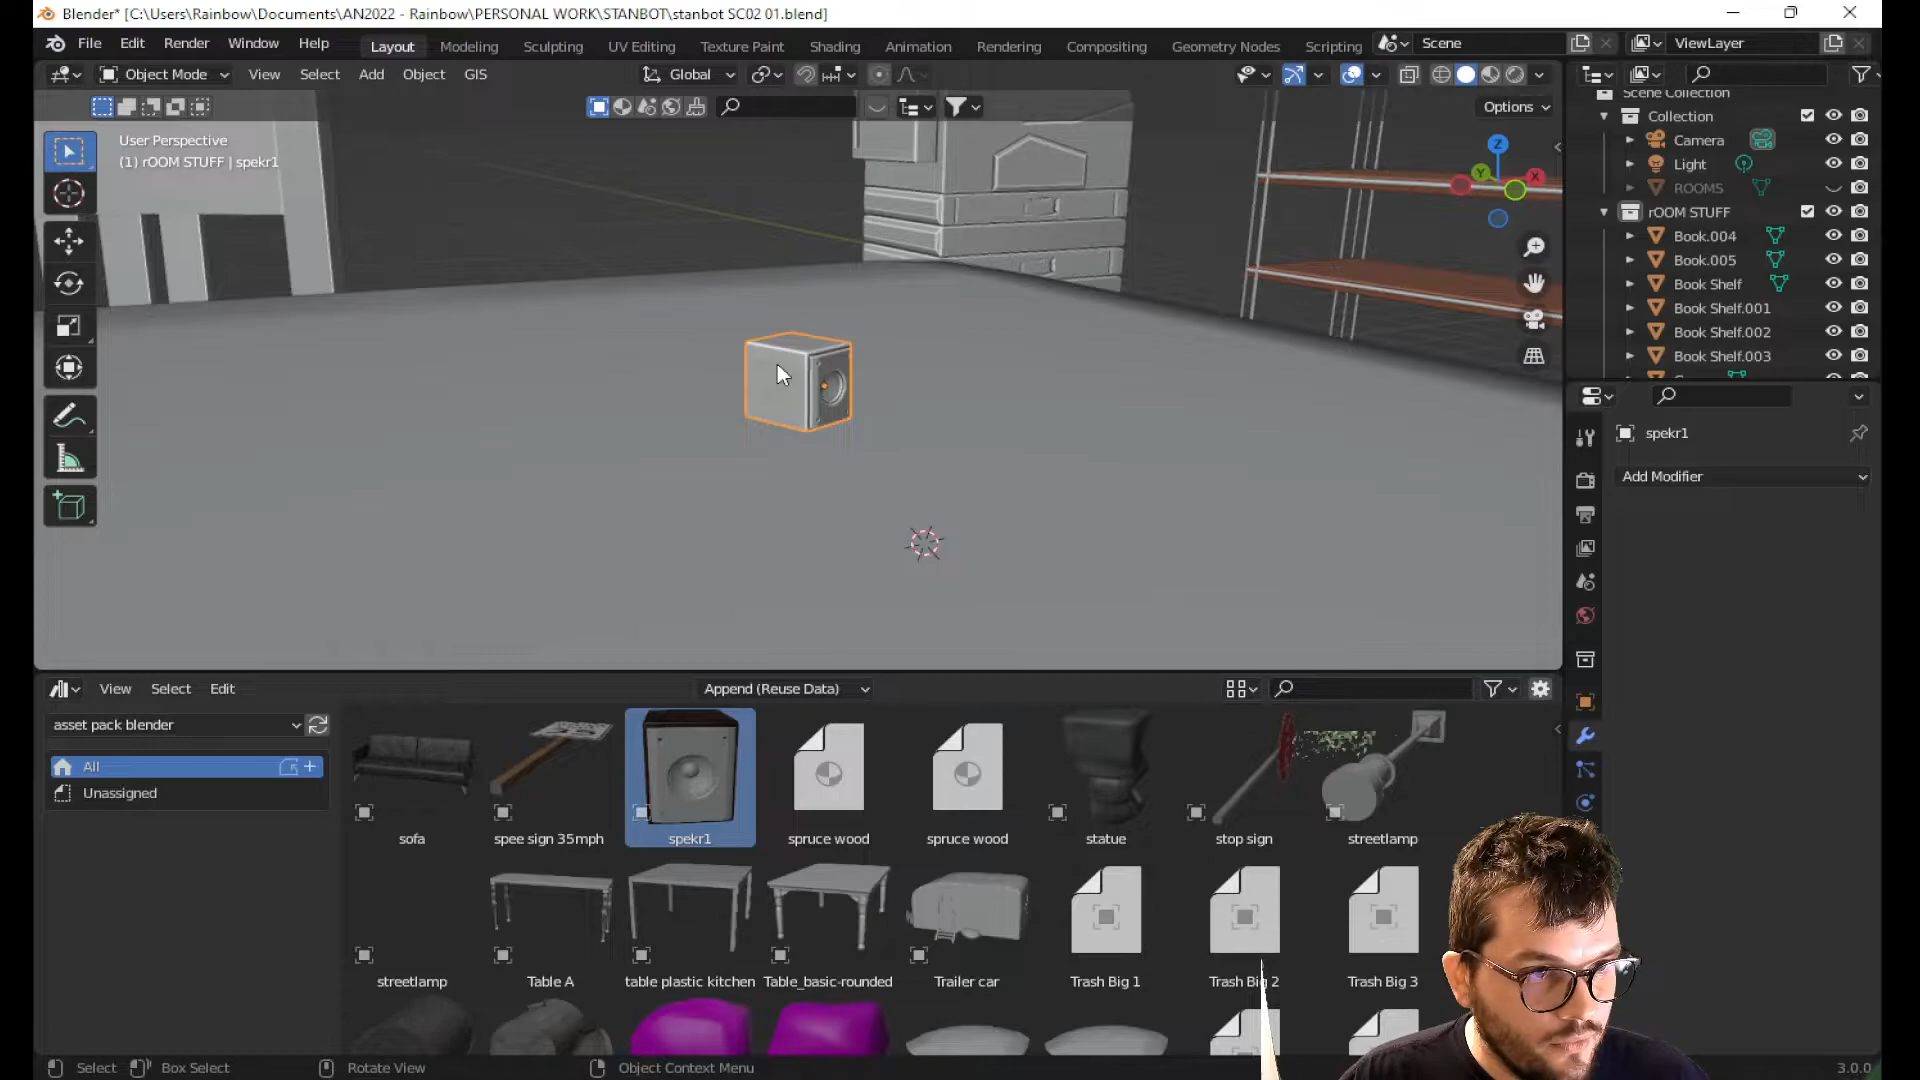 Blender* [C:\Users\Rainbow\Documents\AN2022 - Rainbow\PERSONAL WORK\STANBOT\stanbot SC02 01.blend]
File Edit Render Window Help Layout Modeling Sculpting UV Editing Texture Paint Shading Animation Rendering Compositing Geometry Nodes Scripting Scene ViewLayer
Object Mode View Select Add Object GIS Global
Options
User Perspective
(1) rOOM STUFF | spekr1
Z
Y
X
Scene Collection
Collection
Camera
Light
ROOMS
rOOM STUFF
Book.004
Book.005
Book Shelf
Book Shelf.001
Book Shelf.002
Book Shelf.003
spekr1
Add Modifier
View Select Edit Append (Reuse Data)
asset pack blender
All
Unassigned
sofa spee sign 35mph spekr1 spruce wood spruce wood statue stop sign streetlamp
streetlamp Table A table plastic kitchen Table_basic-rounded Trailer car Trash Big 1 Trash Big 2 Trash Big 3
Select Box Select Rotate View Object Context Menu 3.0.0